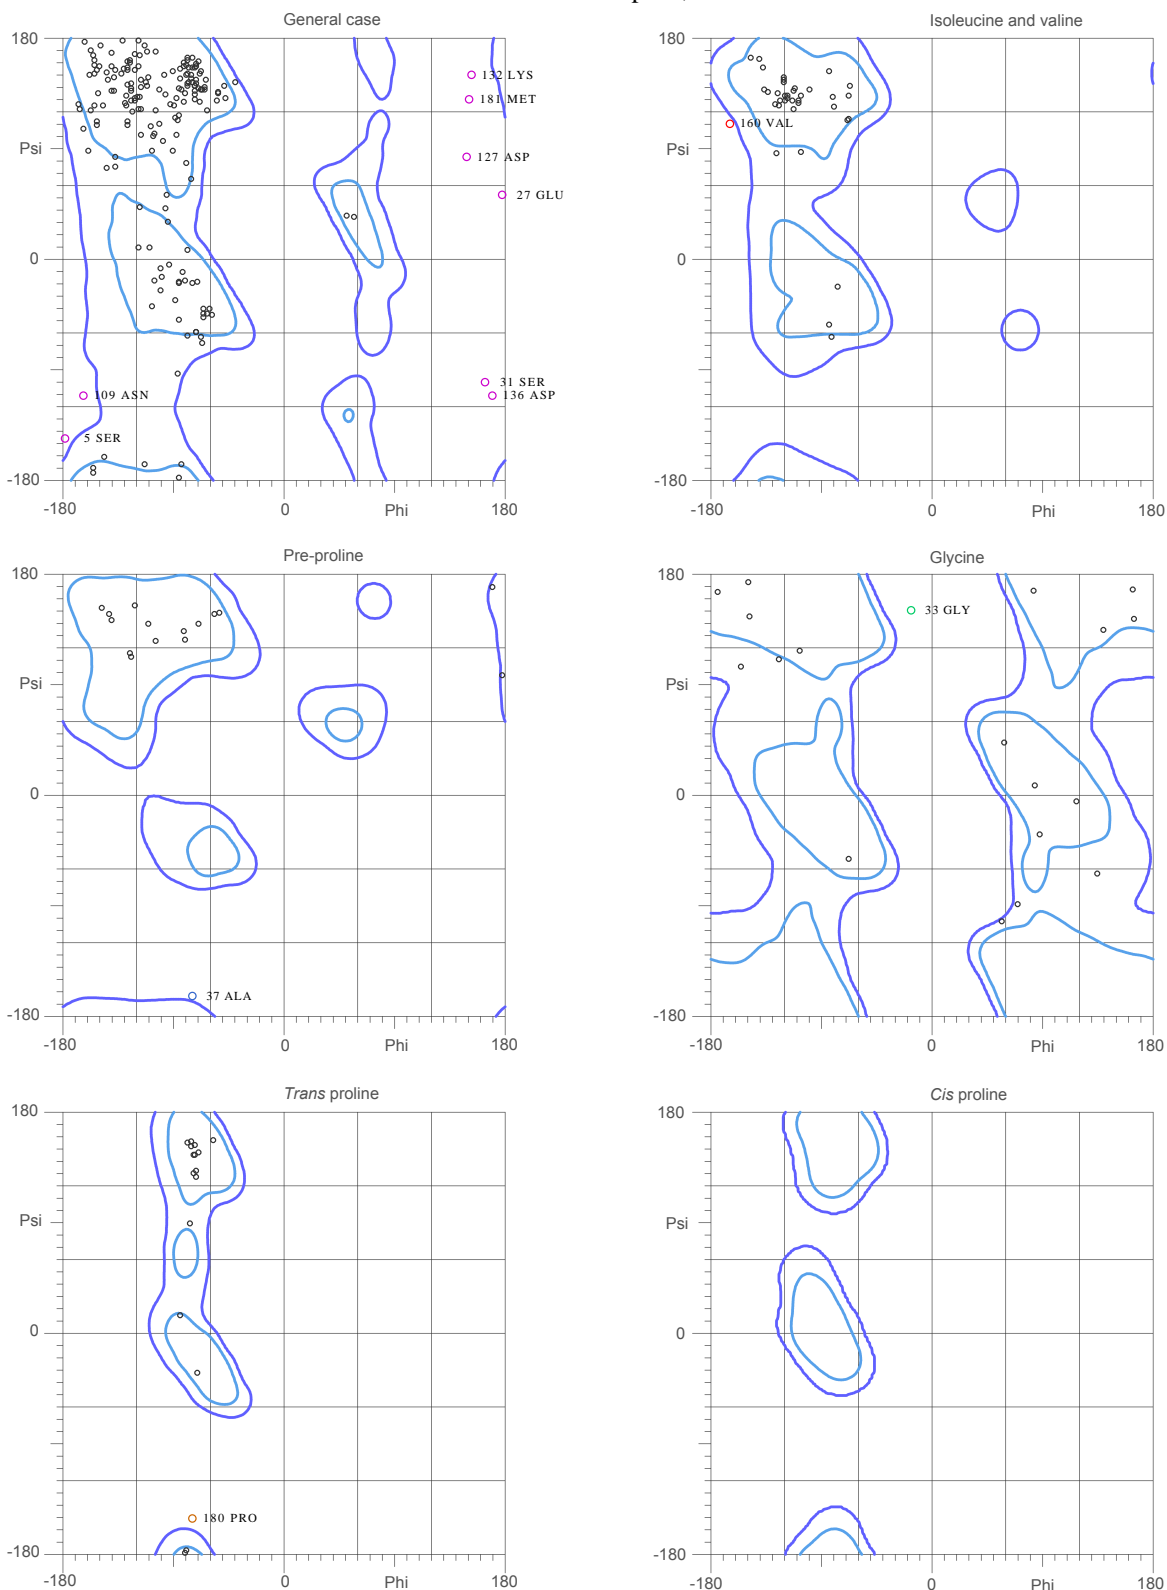 General case
180
Psi
0
-180
-180
0
Phi
180
132 LYS
181 MET
127 ASP
27 GLU
31 SER
136 ASP
109 ASN
5 SER
Isoleucine and valine
180
Psi
0
-180
-180
0
Phi
180
160 VAL
Pre-proline
180
Psi
0
-180
-180
0
Phi
180
37 ALA
Glycine
180
Psi
0
-180
-180
0
Phi
180
33 GLY
Trans proline
180
Psi
0
-180
-180
0
Phi
180
180 PRO
Cis proline
180
Psi
0
-180
-180
0
Phi
180